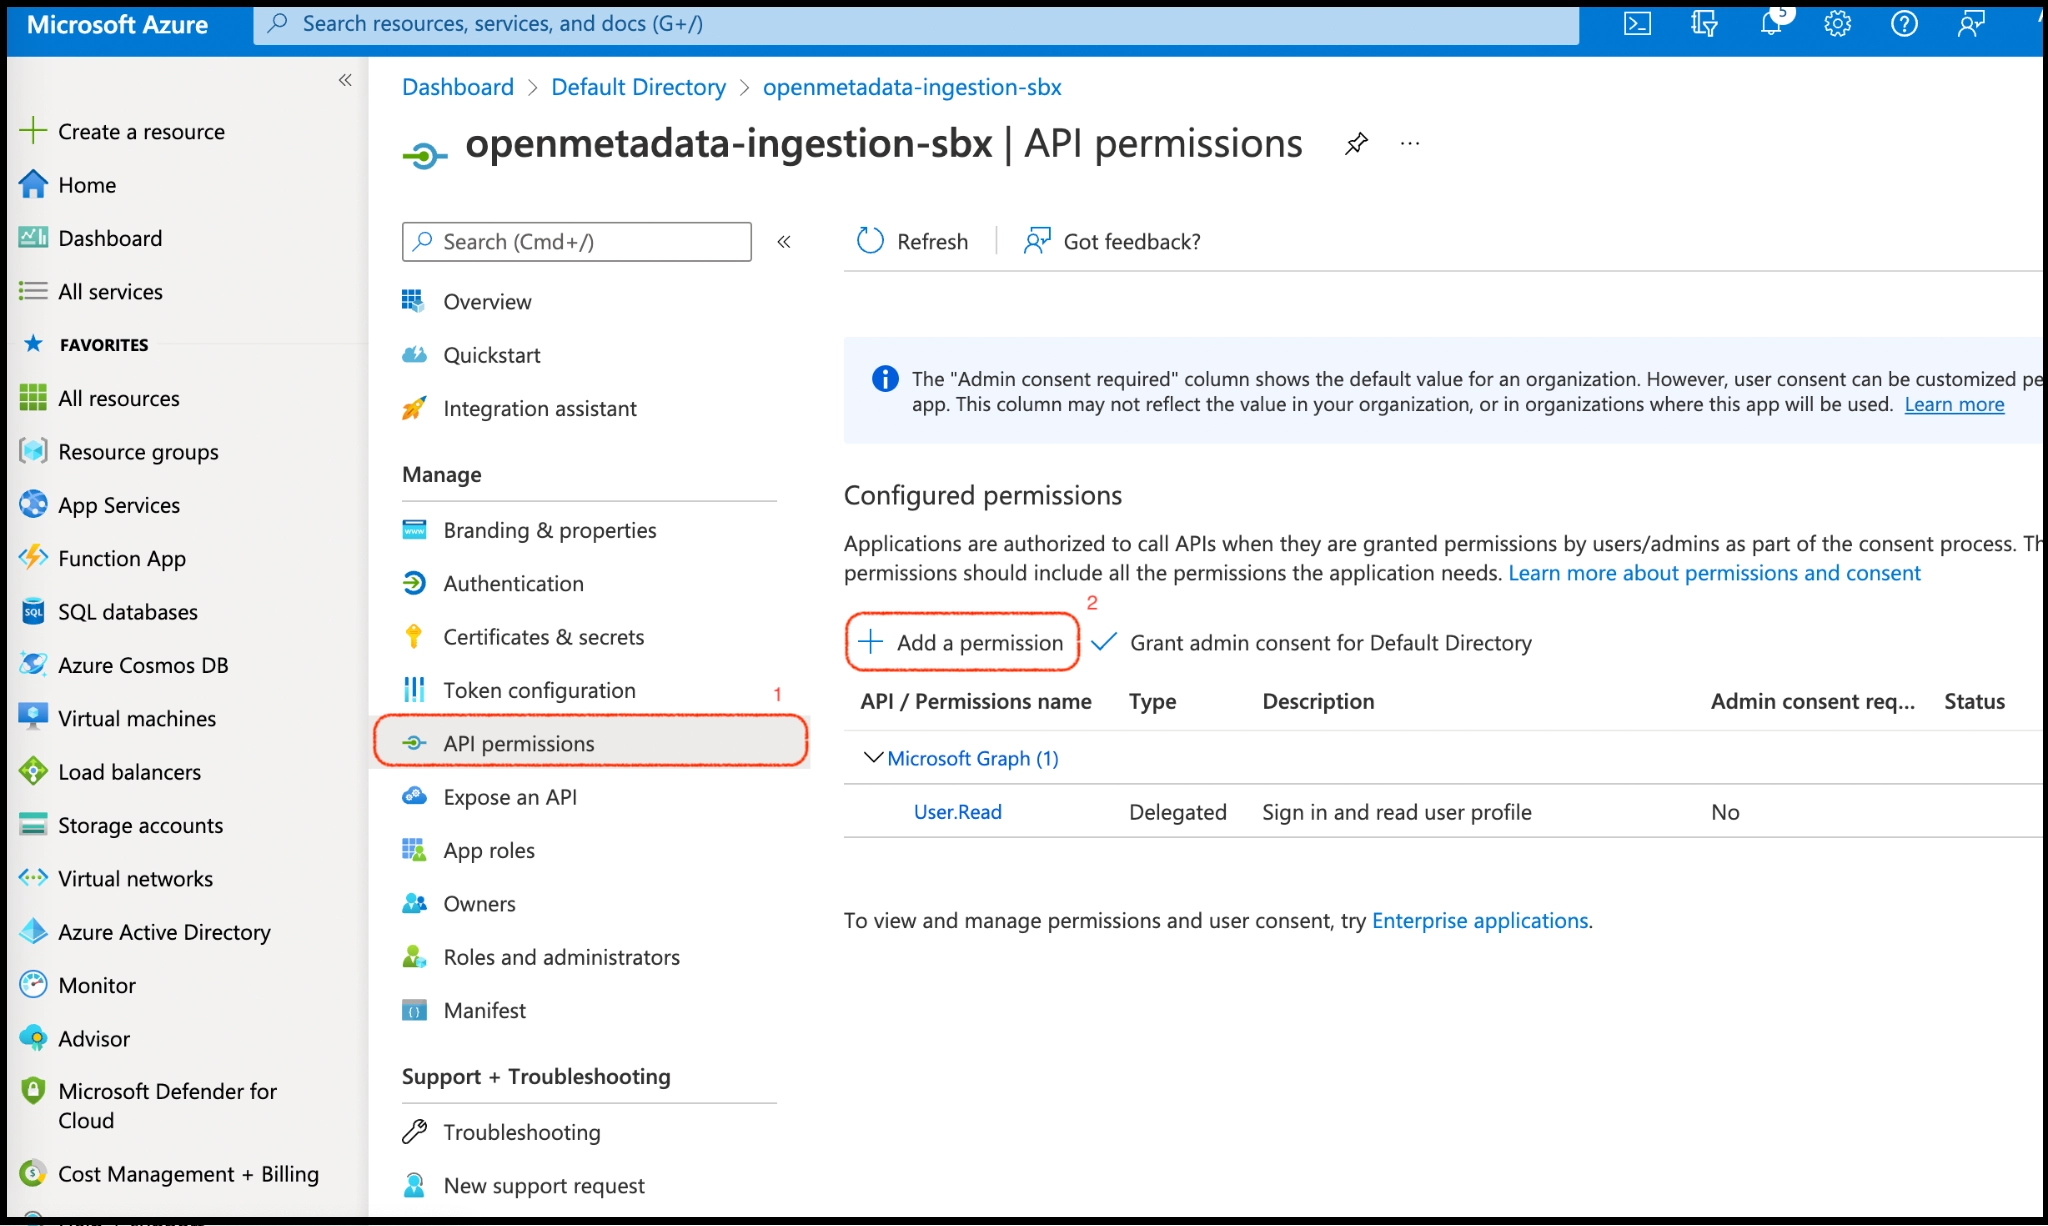 Microsoft Azure
Search resources, services, and docs (G+/)
5
Create a resource
Home
Dashboard
All services
FAVORITES
All resources
Resource groups
App Services
Function App
SQL databases
Azure Cosmos DB
Virtual machines
Load balancers
Storage accounts
Virtual networks
Azure Active Directory
Monitor
Advisor
Microsoft Defender for
Cloud
Cost Management + Billing
Dashboard > Default Directory > openmetadata-ingestion-sbx
openmetadata-ingestion-sbx | API permissions
Search (Cmd+/)
Overview
Quickstart
Integration assistant
Manage
Branding & properties
Authentication
Certificates & secrets
Token configuration
1
API permissions
Expose an API
App roles
Owners
Roles and administrators
Manifest
Support + Troubleshooting
Troubleshooting
New support request
Refresh
Got feedback?
The "Admin consent required" column shows the default value for an organization. However, user consent can be customized pe
app. This column may not reflect the value in your organization, or in organizations where this app will be used. Learn more
Configured permissions
Applications are authorized to call APIs when they are granted permissions by users/admins as part of the consent process. Th
permissions should include all the permissions the application needs. Learn more about permissions and consent
2
Add a permission
Grant admin consent for Default Directory
API / Permissions name Type Description Admin consent req... Status
Microsoft Graph (1)
User.Read Delegated Sign in and read user profile No
To view and manage permissions and user consent, try Enterprise applications.